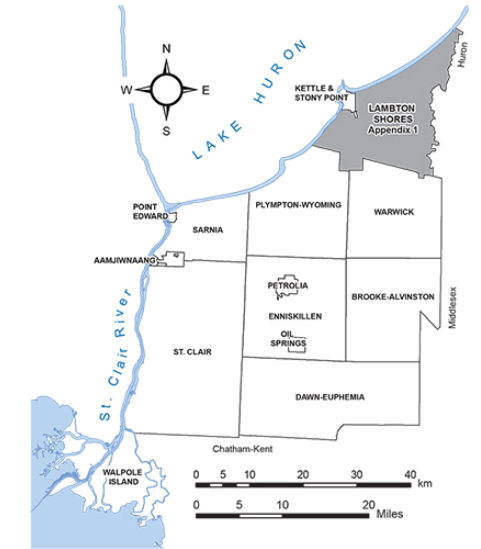 N
W
E
S
LAKE HURON
Huron
KETTLE &
STONY POINT
LAMBTON
SHORES
Appendix 1
POINT
EDWARD
SARNIA
PLYMPTON-WYOMING
WARWICK
AAMJIWNAANG
PETROLIA
BROOKE-ALVINSTON
Middlesex
ENNISKILLEN
OIL
SPRINGS
St. Clair River
ST. CLAIR
DAWN-EUPHEMIA
Chatham-Kent
WALPOLE
ISLAND
0 5 10 20 30 40
km
0 5 10 20
Miles